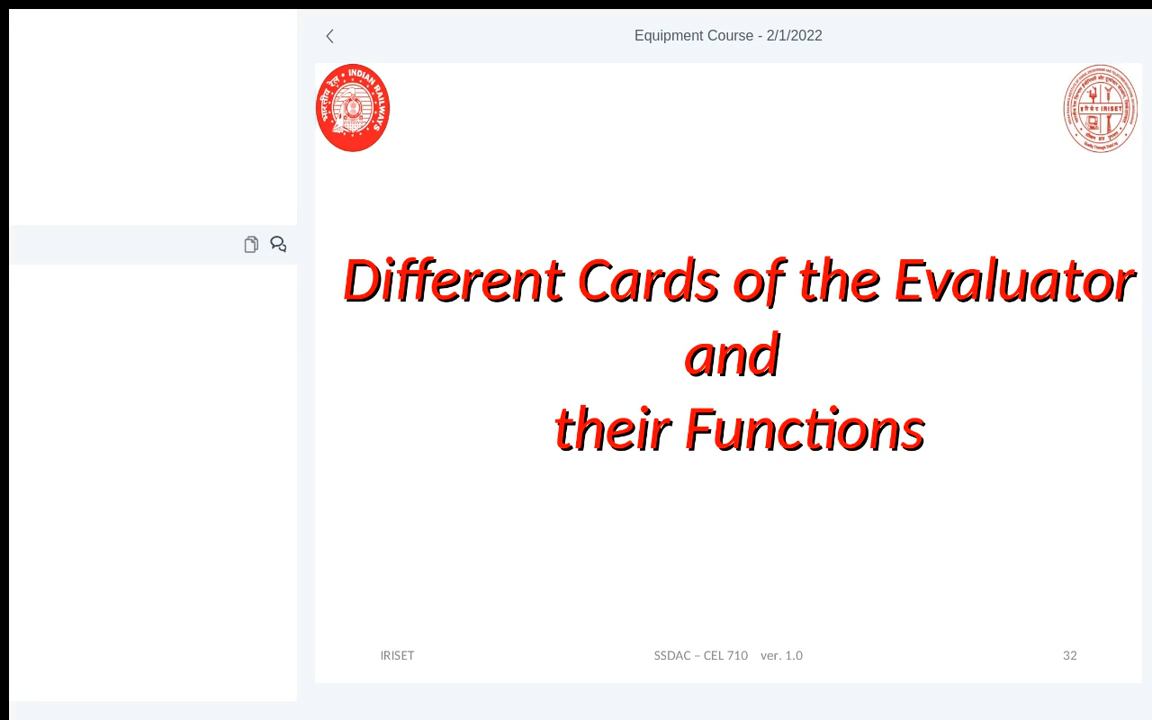 Equipment Course - 2/1/2022
भारतीय रेल
INDIAN RAILWAYS
इ रि से ट IRISET
Different Cards of the Evaluator
and
their Functions
IRISET
SSDAC – CEL 710 ver. 1.0
32